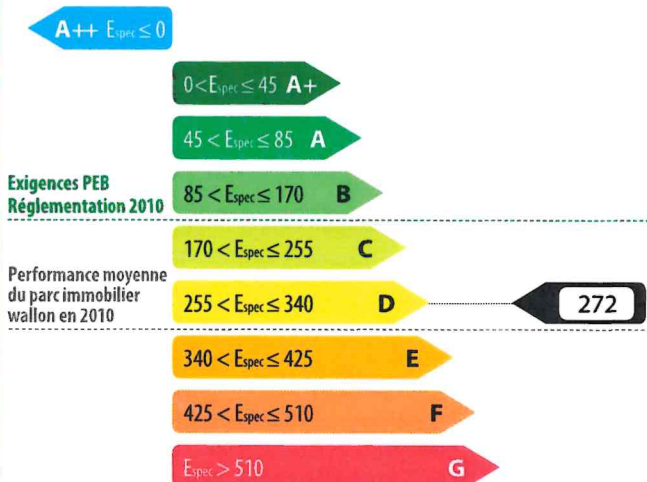 A++ Espec ≤ 0
0 < Espec ≤ 45 A+
45 < Espec ≤ 85 A
Exigences PEB
Réglementation 2010
85 < Espec ≤ 170 B
170 < Espec ≤ 255 C
Performance moyenne
du parc immobilier
wallon en 2010
255 < Espec ≤ 340 D
272
340 < Espec ≤ 425 E
425 < Espec ≤ 510 F
Espec > 510 G